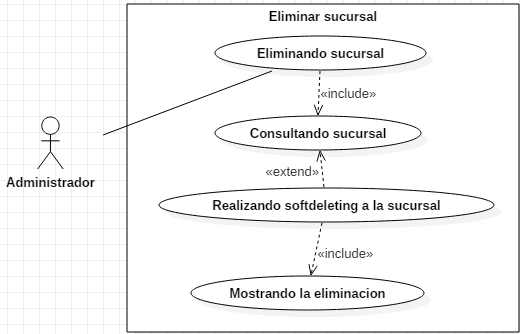 Eliminar sucursal
Eliminando sucursal
«include»
Consultando sucursal
«extend»
Administrador
Realizando softdeleting a la sucursal
«include»
Mostrando la eliminacion